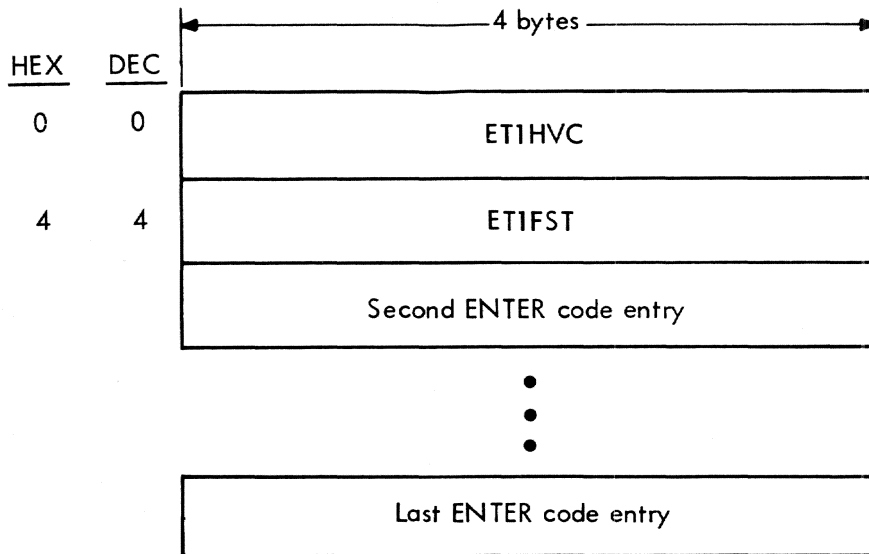 4 bytes
HEX DEC
0 0 ET1HVC
4 4 ET1FST
Second ENTER code entry
Last ENTER code entry